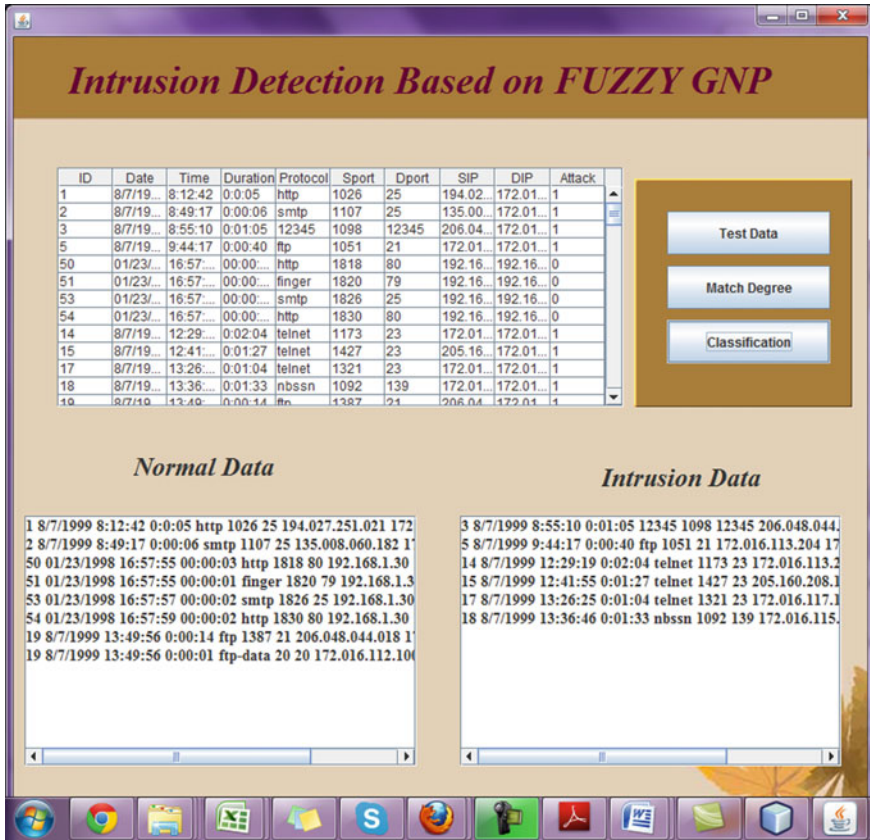 Intrusion Detection Based on FUZZY GNP
ID Date Time Duration Protocol Sport Dport SIP DIP Attack
1 8/7/19... 8:12:42 0:0:05 http 1026 25 194.02... 172.01... 1
2 8/7/19... 8:49:17 0:00:06 smtp 1107 25 135.00... 172.01... 1
3 8/7/19... 8:55:10 0:01:05 12345 1098 12345 206.04... 172.01... 1
5 8/7/19... 9:44:17 0:00:40 ftp 1051 21 172.01... 172.01... 1
50 01/23/... 16:57:... 00:00:... http 1818 80 192.16... 192.16... 0
51 01/23/... 16:57:... 00:00:... finger 1820 79 192.16... 192.16... 0
53 01/23/... 16:57:... 00:00:... smtp 1826 25 192.16... 192.16... 0
54 01/23/... 16:57:... 00:00:... http 1830 80 192.16... 192.16... 0
14 8/7/19... 12:29:... 0:02:04 telnet 1173 23 172.01... 172.01... 1
15 8/7/19... 12:41:... 0:01:27 telnet 1427 23 205.16... 172.01... 1
17 8/7/19... 13:26:... 0:01:04 telnet 1321 23 172.01... 172.01... 1
18 8/7/19... 13:36:... 0:01:33 nbssn 1092 139 172.01... 172.01... 1
19 8/7/19... 13:49:... 0:00:14 ftp 1387 21 206.04... 172.01... 1
Test Data
Match Degree
Classification
Normal Data
1 8/7/1999 8:12:42 0:0:05 http 1026 25 194.027.251.021 172
2 8/7/1999 8:49:17 0:00:06 smtp 1107 25 135.008.060.182 17
50 01/23/1998 16:57:55 00:00:03 http 1818 80 192.168.1.30
51 01/23/1998 16:57:55 00:00:01 finger 1820 79 192.168.1.3
53 01/23/1998 16:57:57 00:00:02 smtp 1826 25 192.168.1.30
54 01/23/1998 16:57:59 00:00:02 http 1830 80 192.168.1.30
19 8/7/1999 13:49:56 0:00:14 ftp 1387 21 206.048.044.018 1
19 8/7/1999 13:49:56 0:00:01 ftp-data 20 20 172.016.112.100
Intrusion Data
3 8/7/1999 8:55:10 0:01:05 12345 1098 12345 206.048.044.
5 8/7/1999 9:44:17 0:00:40 ftp 1051 21 172.016.113.204 17
14 8/7/1999 12:29:19 0:02:04 telnet 1173 23 172.016.113.2
15 8/7/1999 12:41:55 0:01:27 telnet 1427 23 205.160.208.1
17 8/7/1999 13:26:25 0:01:04 telnet 1321 23 172.016.117.1
18 8/7/1999 13:36:46 0:01:33 nbssn 1092 139 172.016.115.